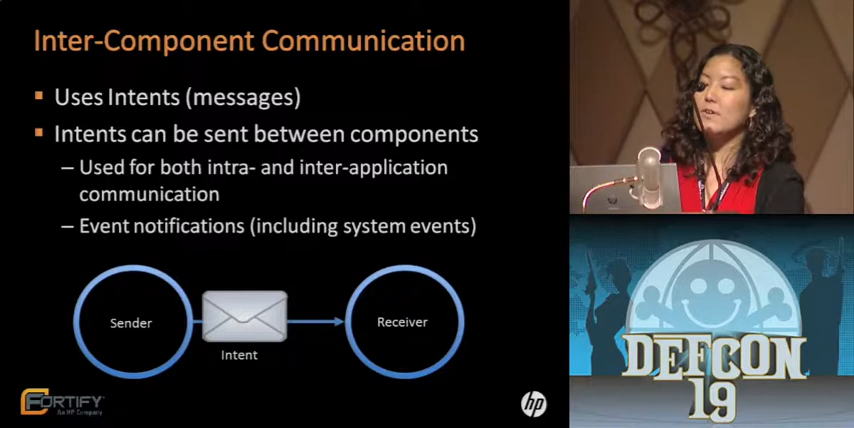 Inter-Component Communication
▪ Uses Intents (messages)
▪ Intents can be sent between components
– Used for both intra- and inter-application
communication
– Event notifications (including system events)
Sender
Intent
Receiver
FORTIFY
An HP Company
hp
DEFCON
19